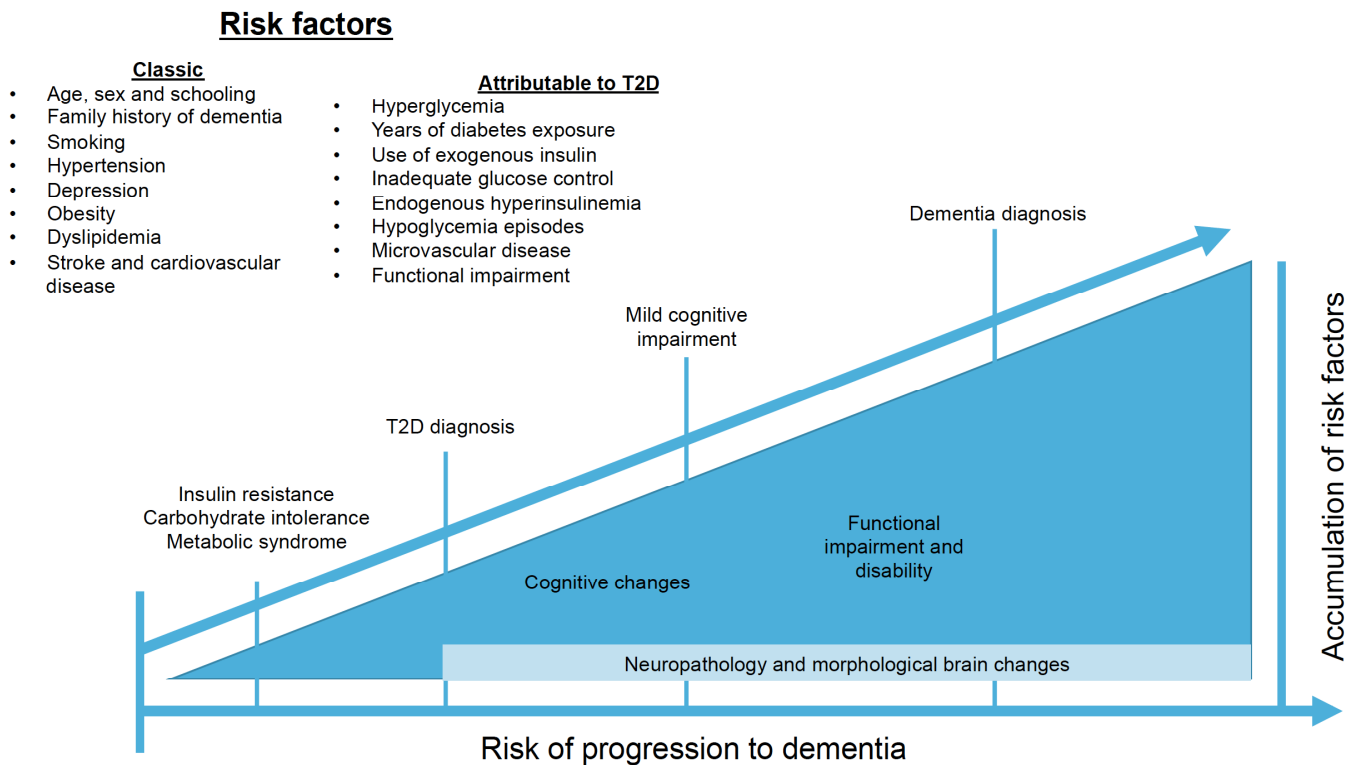 Risk factors
Classic
• Age, sex and schooling
• Family history of dementia
• Smoking
• Hypertension
• Depression
• Obesity
• Dyslipidemia
• Stroke and cardiovascular
disease
Attributable to T2D
• Hyperglycemia
• Years of diabetes exposure
• Use of exogenous insulin
• Inadequate glucose control
• Endogenous hyperinsulinemia
• Hypoglycemia episodes
• Microvascular disease
• Functional impairment
Dementia diagnosis
Mild cognitive
impairment
T2D diagnosis
Insulin resistance
Carbohydrate intolerance
Metabolic syndrome
Functional
impairment and
disability
Cognitive changes
Neuropathology and morphological brain changes
Risk of progression to dementia
Accumulation of risk factors